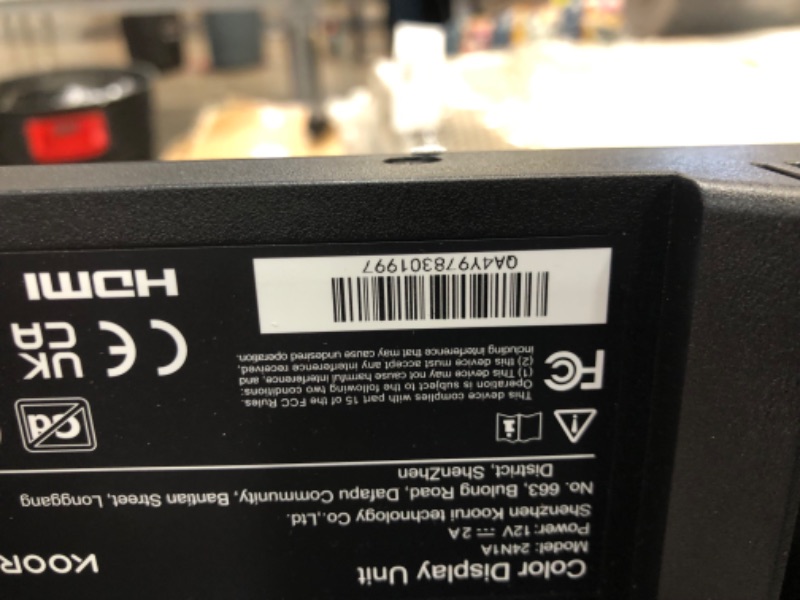 Color Display Unit
KOOR
Model: 24N1A
Power: 12V ⎓ 2A
Shenzhen Koorui technology Co.,Ltd.
No. 663, Bulong Road, Dafapu Community, Bantian Street, Longgang
District, ShenZhen
Cd
This device complies with part 15 of the FCC Rules.
Operation is subject to the following two conditions:
(1) This device may not cause harmful interference, and
(2) this device must accept any interference received,
including interference that may cause undesired operation.
FC
CE
UK
CA
HDMI
QA4Y978301997